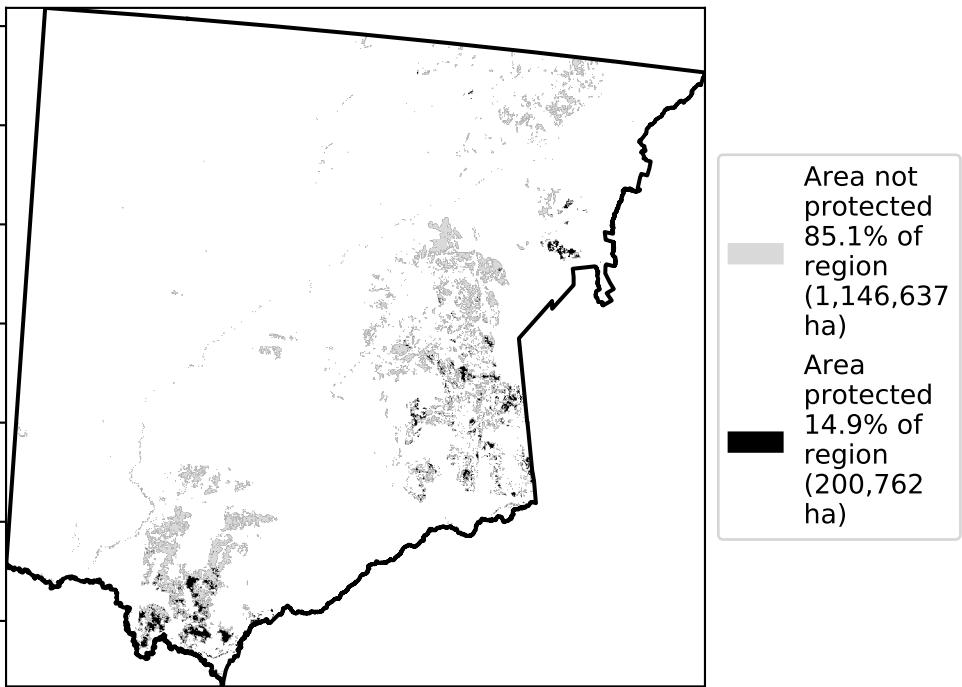 Area not
protected
85.1% of
region
(1,146,637
ha)
Area
protected
14.9% of
region
(200,762
ha)